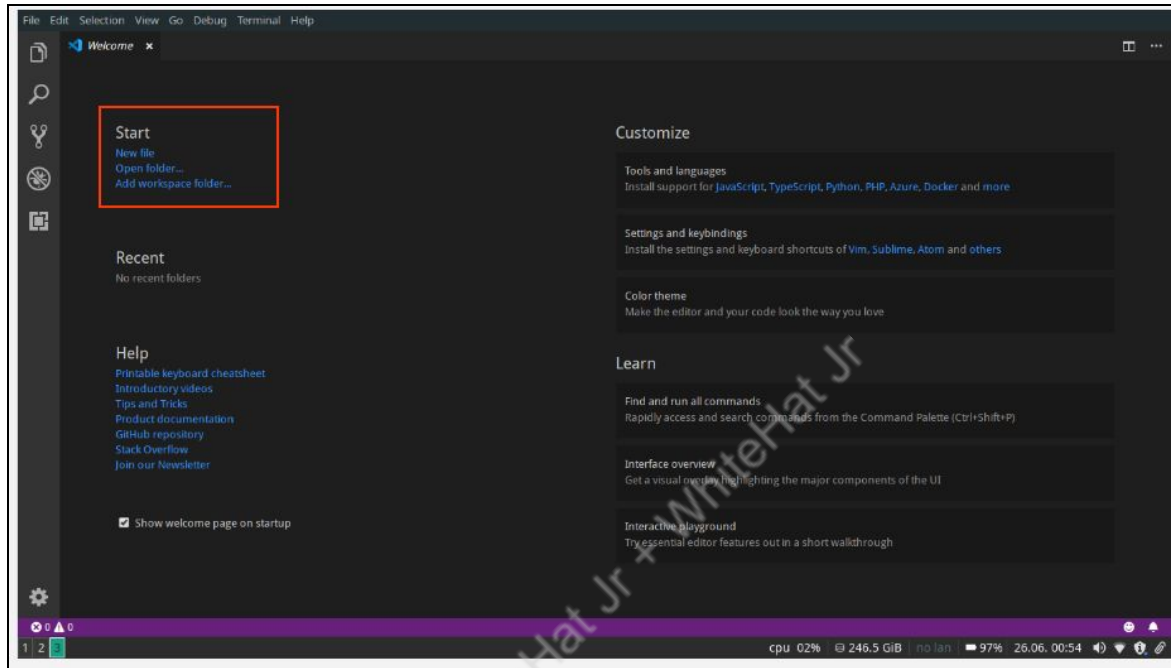 File Edit Selection View Go Debug Terminal Help
Welcome ×
Start
New file
Open folder...
Add workspace folder...
Recent
No recent folders
Help
Printable keyboard cheatsheet
Introductory videos
Tips and Tricks
Product documentation
GitHub repository
Stack Overflow
Join our Newsletter
Show welcome page on startup
Customize
Tools and languages
Install support for JavaScript, TypeScript, Python, PHP, Azure, Docker and more
Settings and keybindings
Install the settings and keyboard shortcuts of Vim, Sublime, Atom and others
Color theme
Make the editor and your code look the way you love
Learn
Find and run all commands
Rapidly access and search commands from the Command Palette (Ctrl+Shift+P)
Interface overview
Get a visual overlay highlighting the major components of the UI
Interactive playground
Try essential editor features out in a short walkthrough
Hat Jr + WhiteHat Jr
0 0
1 2 3
cpu 02% 246.5 GiB no lan 97% 26.06. 00:54